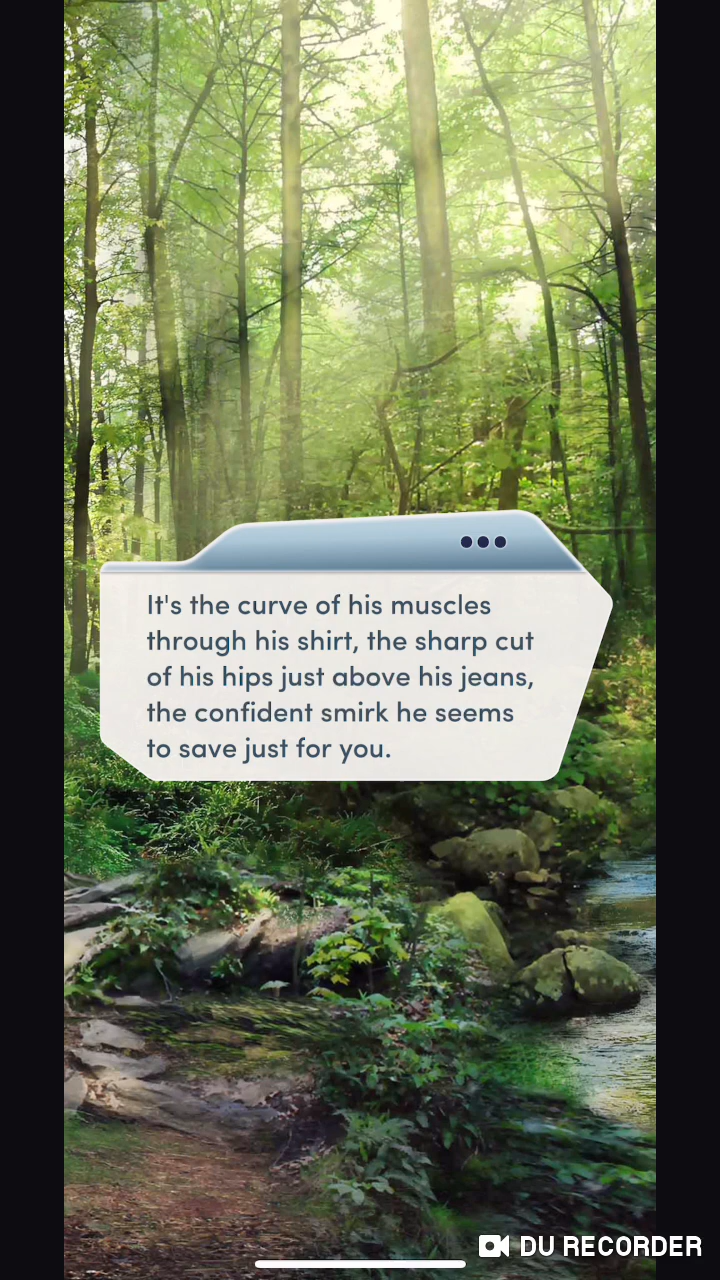 It's the curve of his muscles
through his shirt, the sharp cut
of his hips just above his jeans,
the confident smirk he seems
to save just for you.
DU RECORDER